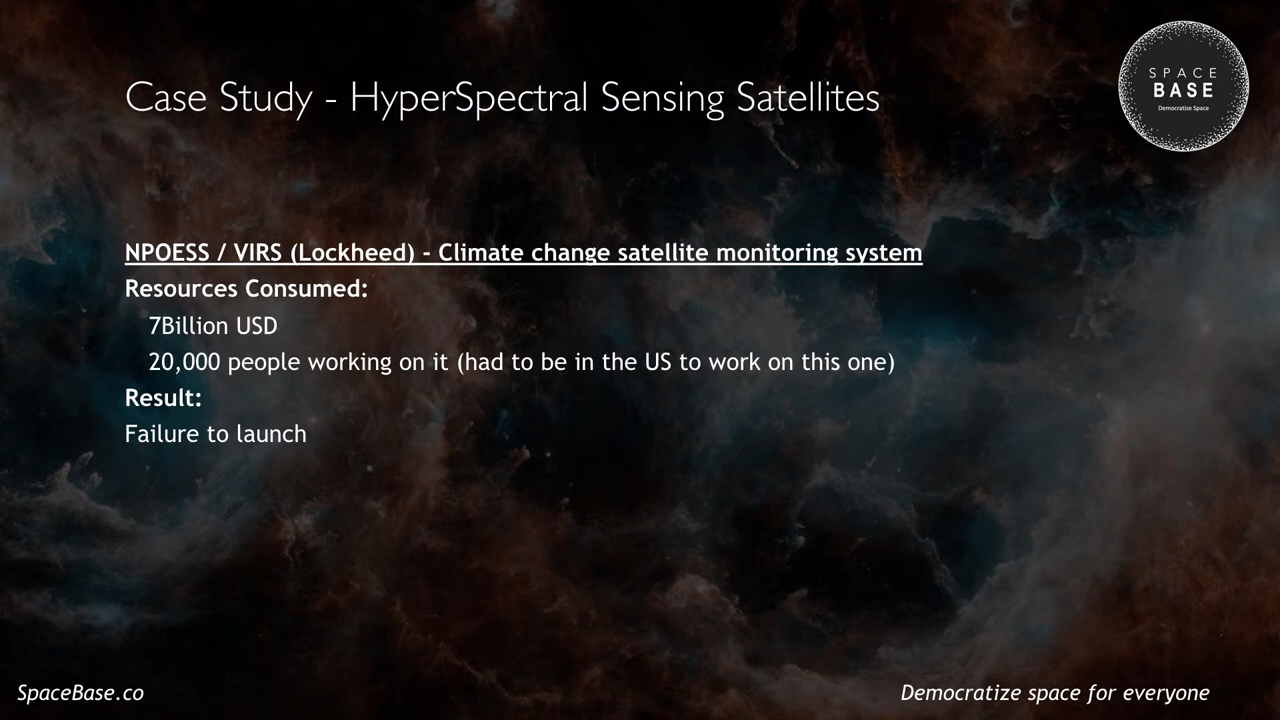 SPACE
BASE
Democratize Space
Case Study - HyperSpectral Sensing Satellites
NPOESS / VIRS (Lockheed) - Climate change satellite monitoring system
Resources Consumed:
7Billion USD
20,000 people working on it (had to be in the US to work on this one)
Result:
Failure to launch
SpaceBase.co
Democratize space for everyone